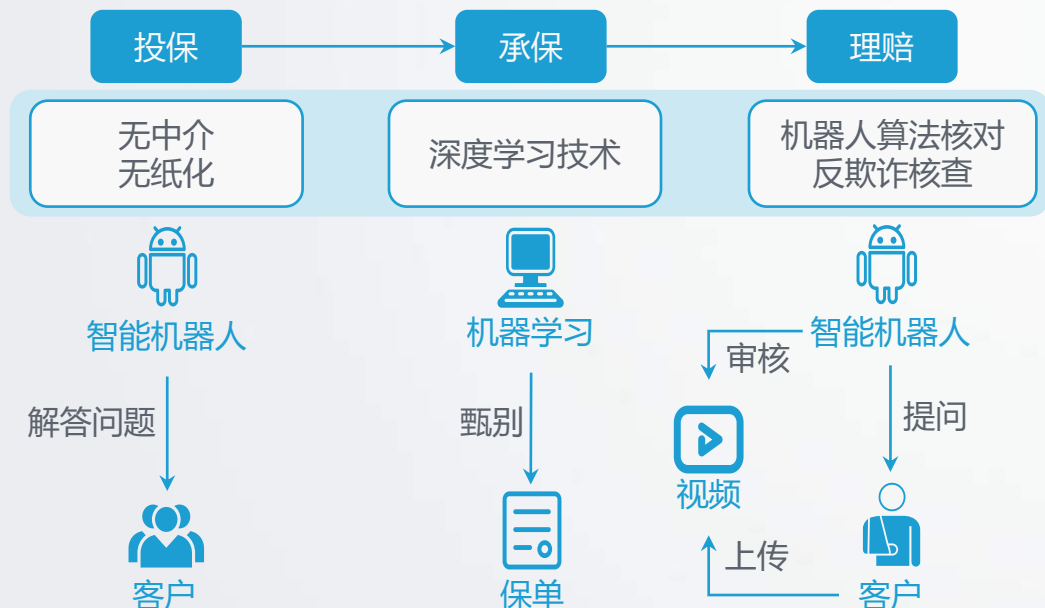 投保
承保
理赔
无中介
无纸化
深度学习技术
机器人算法核对
反欺诈核查
智能机器人
机器学习
智能机器人
审核
解答问题
甄别
提问
视频
上传
客户
保单
客户